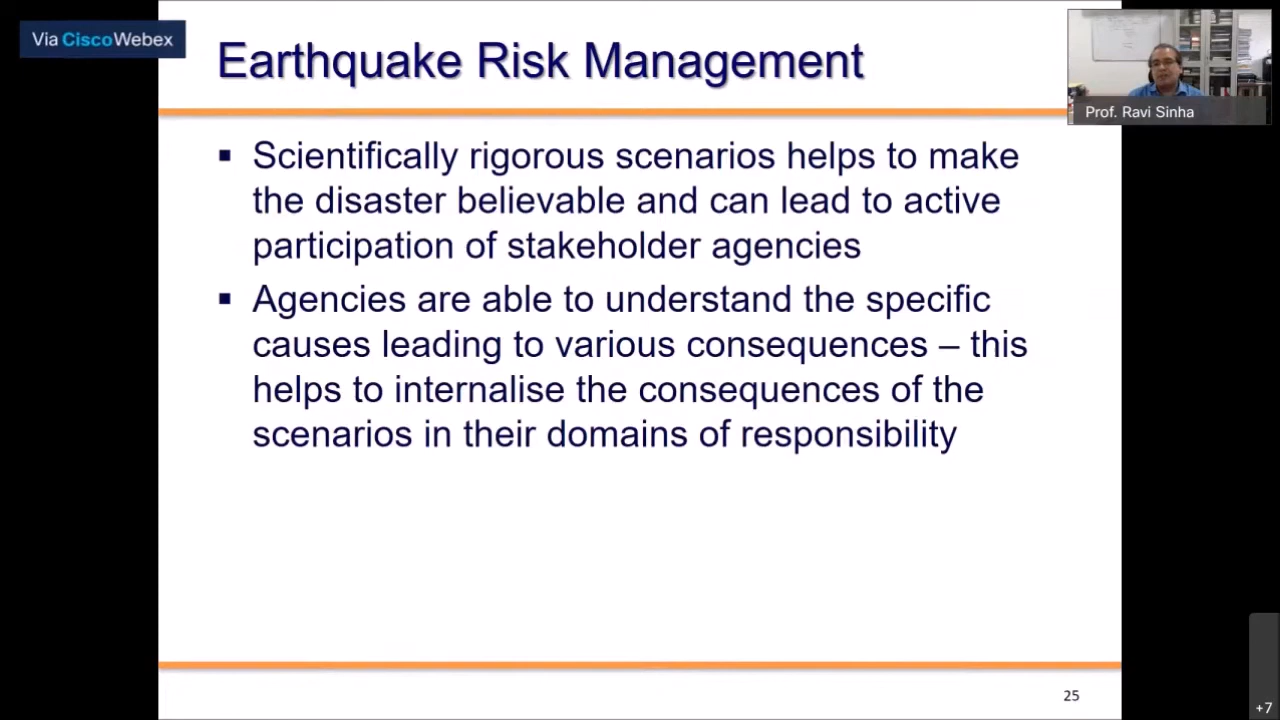 Via CiscoWebex
Earthquake Risk Management
Prof. Ravi Sinha
▪ Scientifically rigorous scenarios helps to make
the disaster believable and can lead to active
participation of stakeholder agencies
▪ Agencies are able to understand the specific
causes leading to various consequences – this
helps to internalise the consequences of the
scenarios in their domains of responsibility
25
+7